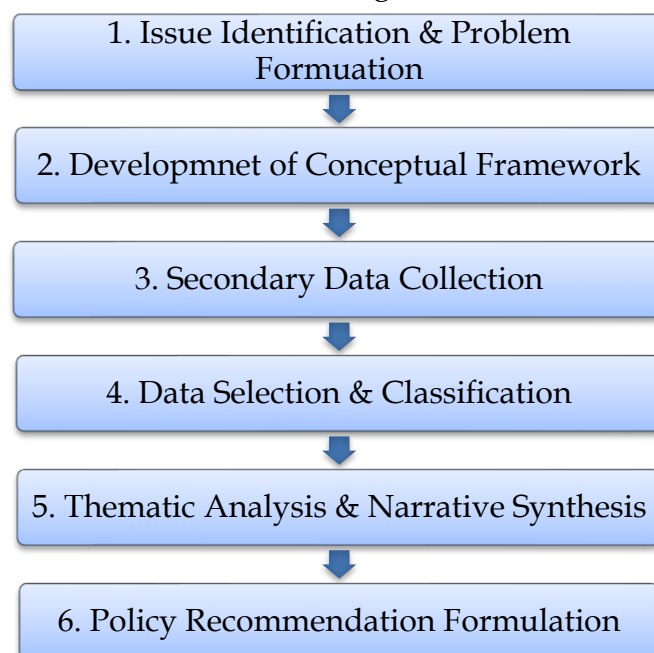 1. Issue Identification & Problem
Formuation
2. Developmnet of Conceptual Framework
3. Secondary Data Collection
4. Data Selection & Classification
5. Thematic Analysis & Narrative Synthesis
6. Policy Recommendation Formulation